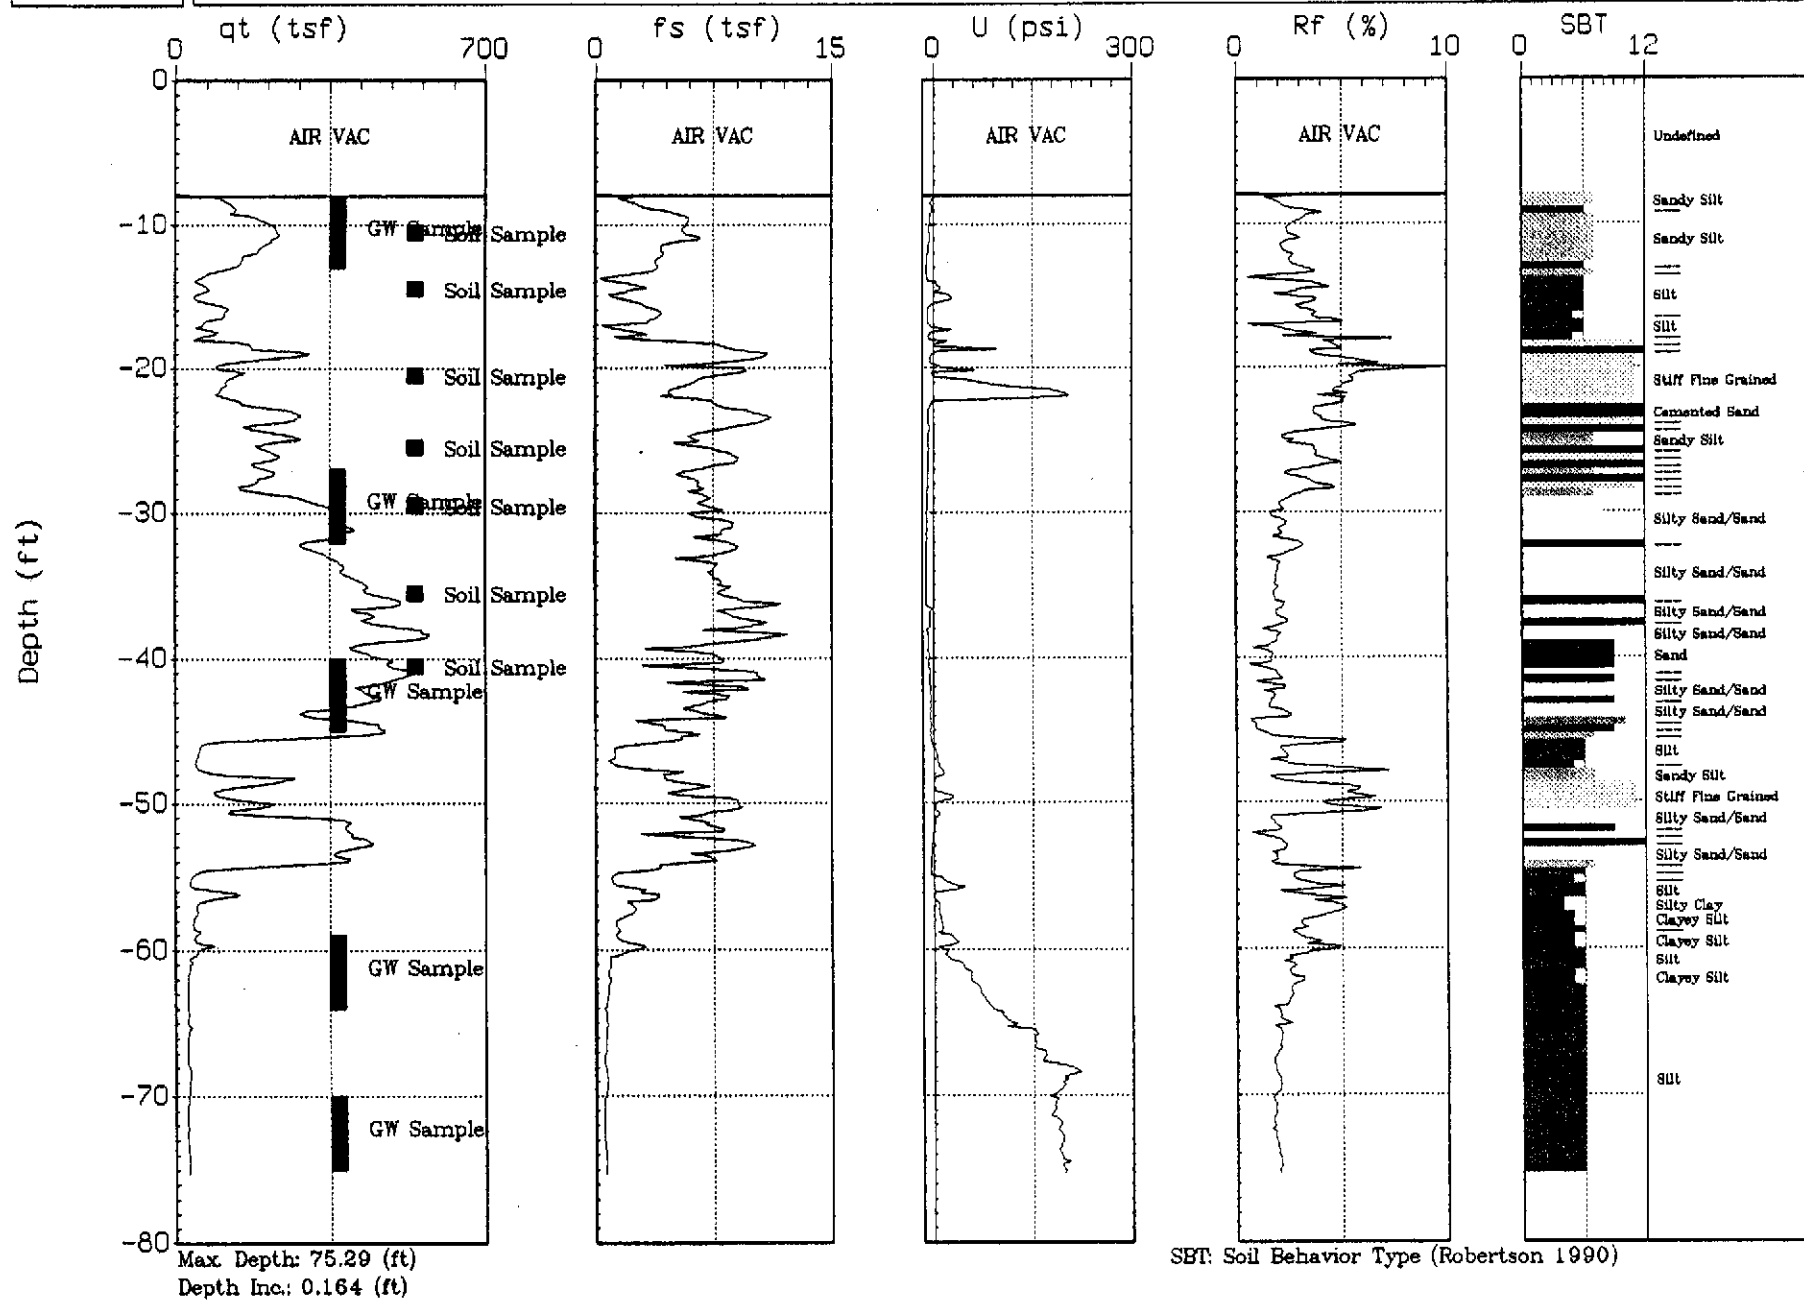 qt (tsf)
fs (tsf)
U (psi)
Rf (%)
SBT
0 700
0 15
0 300
0 10
0 12
Depth (ft)
0
-10
-20
-30
-40
-50
-60
-70
-80
AIR VAC
AIR VAC
AIR VAC
AIR VAC
GW Sample
Soil Sample
Soil Sample
Soil Sample
Soil Sample
GW Sample
Soil Sample
Soil Sample
Soil Sample
GW Sample
GW Sample
GW Sample
Undefined
Sandy Silt
Sandy Silt
Silt
Silt
Stiff Fine Grained
Cemented Sand
Sandy Silt
Silty Sand/Sand
Silty Sand/Sand
Silty Sand/Sand
Silty Sand/Sand
Sand
Silty Sand/Sand
Silty Sand/Sand
Silt
Sandy Silt
Stiff Fine Grained
Silty Sand/Sand
Silty Sand/Sand
Silt
Silty Clay
Clayey Silt
Clayey Silt
Silt
Clayey Silt
Silt
Max. Depth: 75.29 (ft)
Depth Inc.: 0.164 (ft)
SBT: Soil Behavior Type (Robertson 1990)